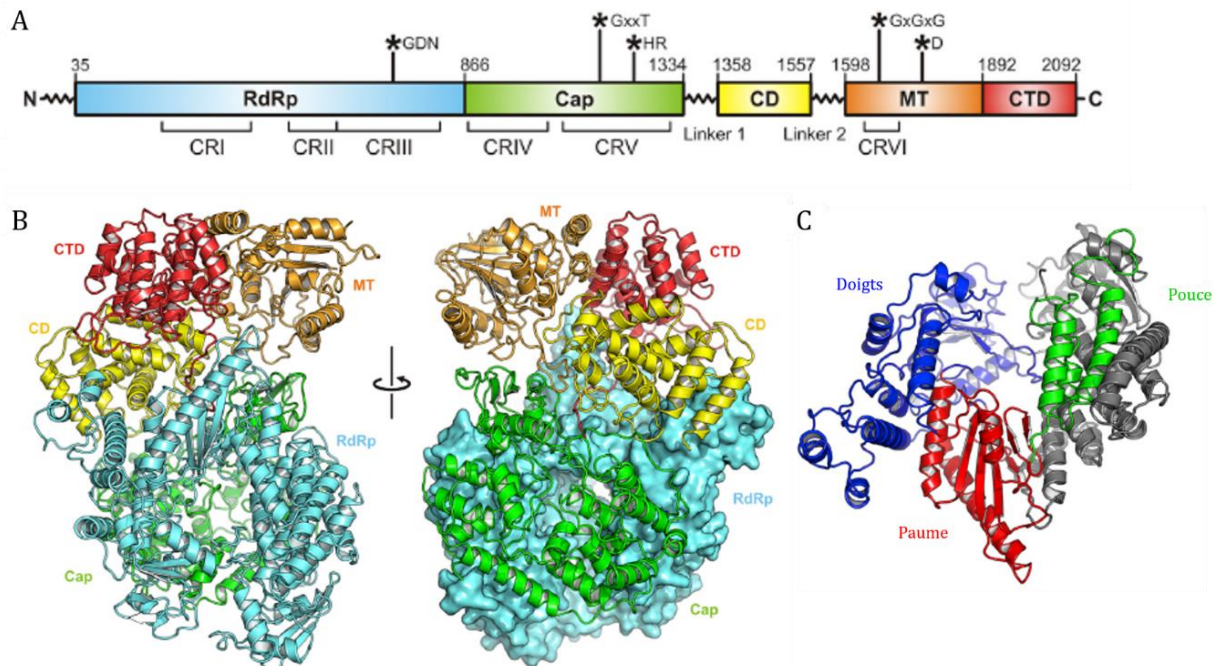 A
*GDN
*GxxT
*HR
*GxGxG
*D
35
866
1334
1358
1557
1598
1892
2092
N
RdRp
Cap
CD
MT
CTD
C
CRI
CRII
CRIII
CRIV
CRV
Linker 1
Linker 2
CRVI
B
CTD
MT
CD
RdRp
Cap
MT
CTD
CD
RdRp
Cap
C
Doigts
Pouce
Paume